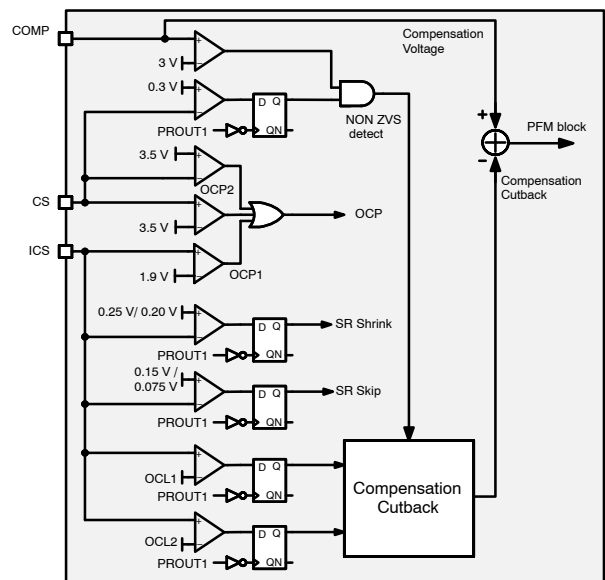 COMP
Compensation
Voltage
3 V
0.3 V
D Q
QN
PROUT1
NON ZVS
detect
PFM block
Compensation
Cutback
3.5 V
OCP2
CS
OCP
3.5 V
ICS
OCP1
1.9 V
0.25 V/ 0.20 V
D Q
QN
SR Shrink
PROUT1
0.15 V /
0.075 V
D Q
QN
SR Skip
PROUT1
OCL1
D Q
QN
PROUT1
Compensation
Cutback
OCL2
D Q
QN
PROUT1